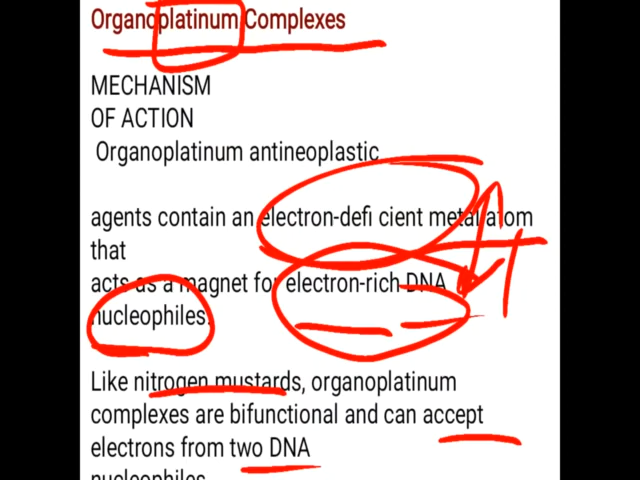 Organoplatinum Complexes
MECHANISM
OF ACTION
Organoplatinum antineoplastic
agents contain an electron-defi cient metal atom
that
acts as a magnet for electron-rich DNA
nucleophiles.
Like nitrogen mustards, organoplatinum
complexes are bifunctional and can accept
electrons from two DNA
nucleophiles